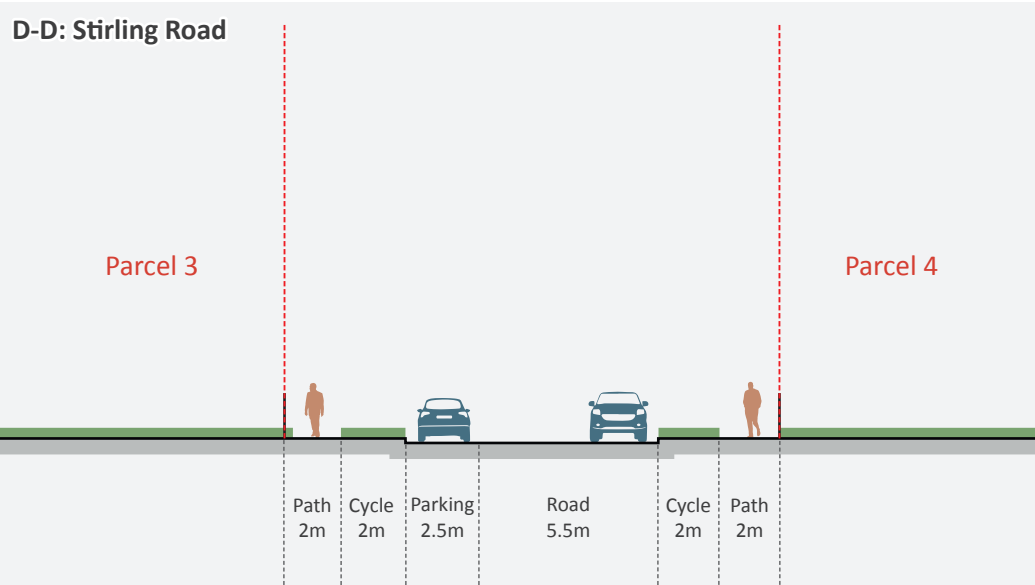 D-D: Stirling Road
Parcel 3
Parcel 4
Path
2m
Cycle
2m
Parking
2.5m
Road
5.5m
Cycle
2m
Path
2m